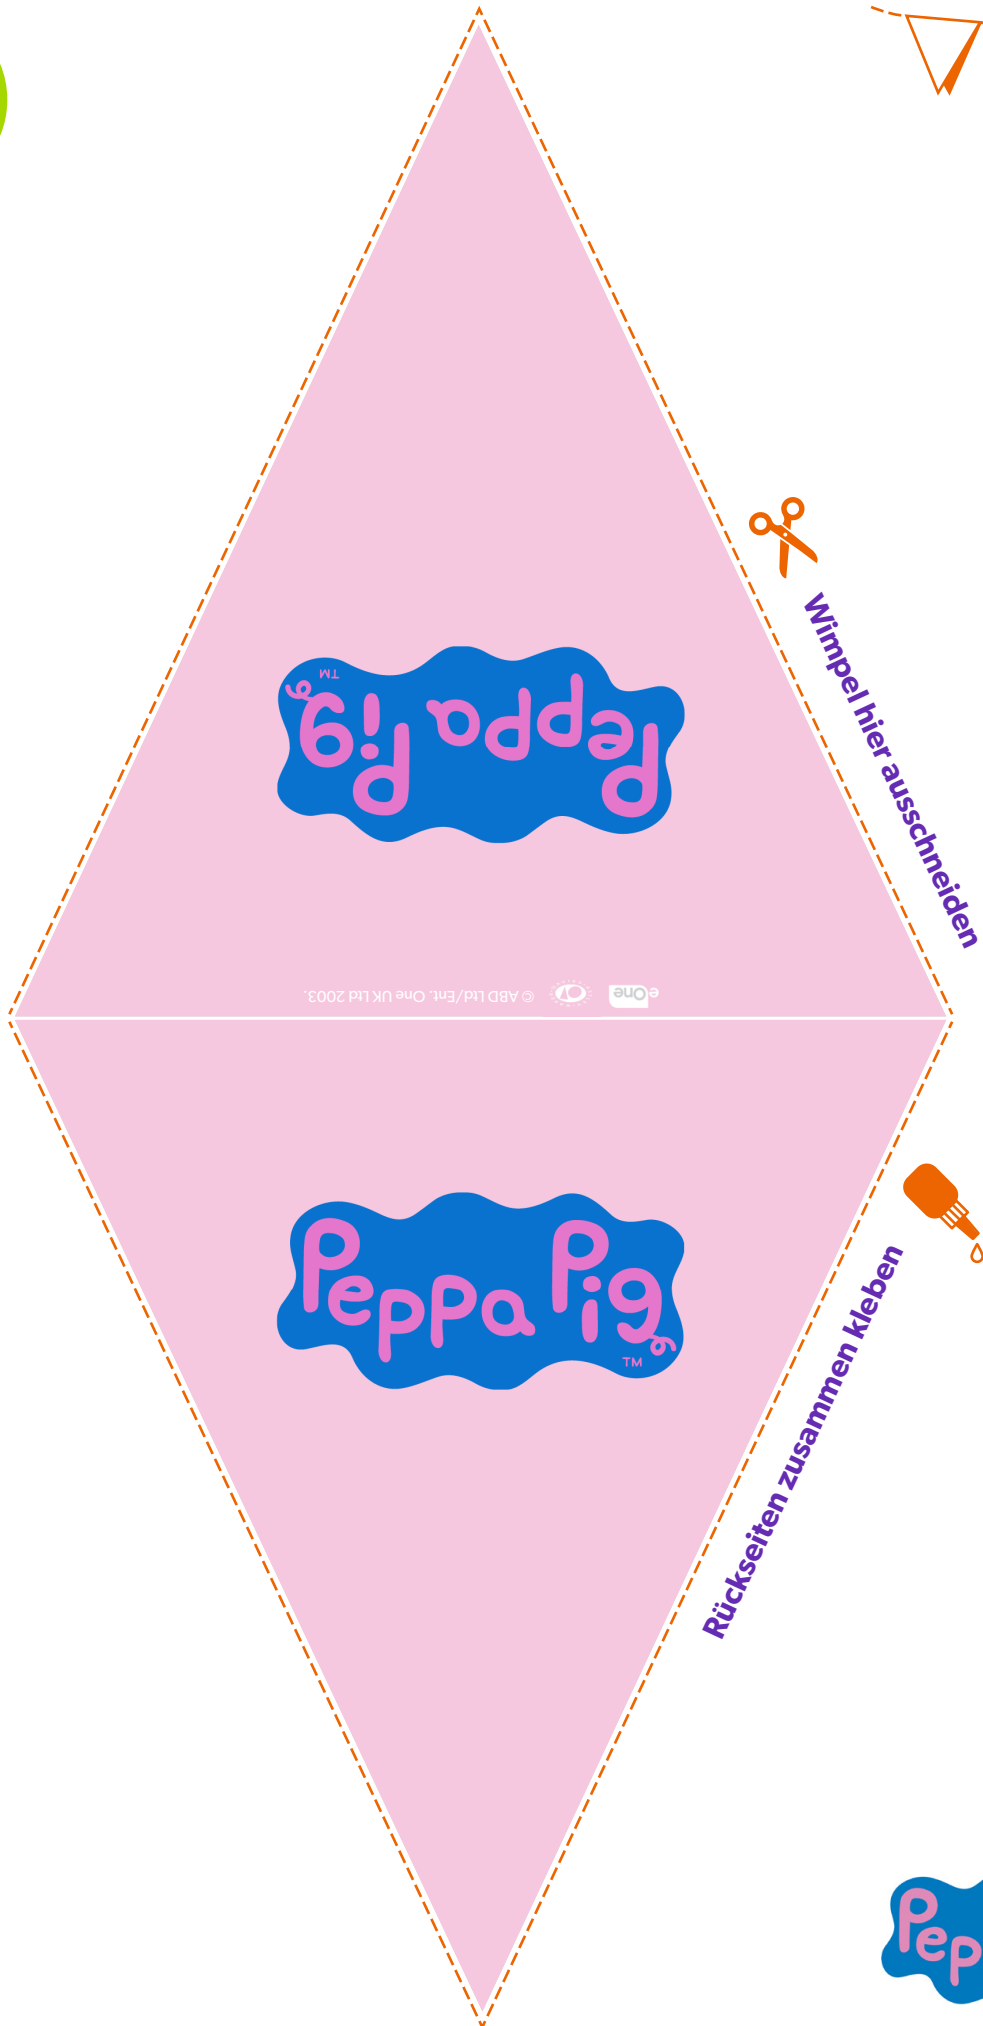 Wimpel hier ausschneiden
Peppa Pig
TM
© ABD Ltd/Ent. One UK Ltd 2003.
eOne
Peppa Pig
TM
Rückseiten zusammen kleben
Pep